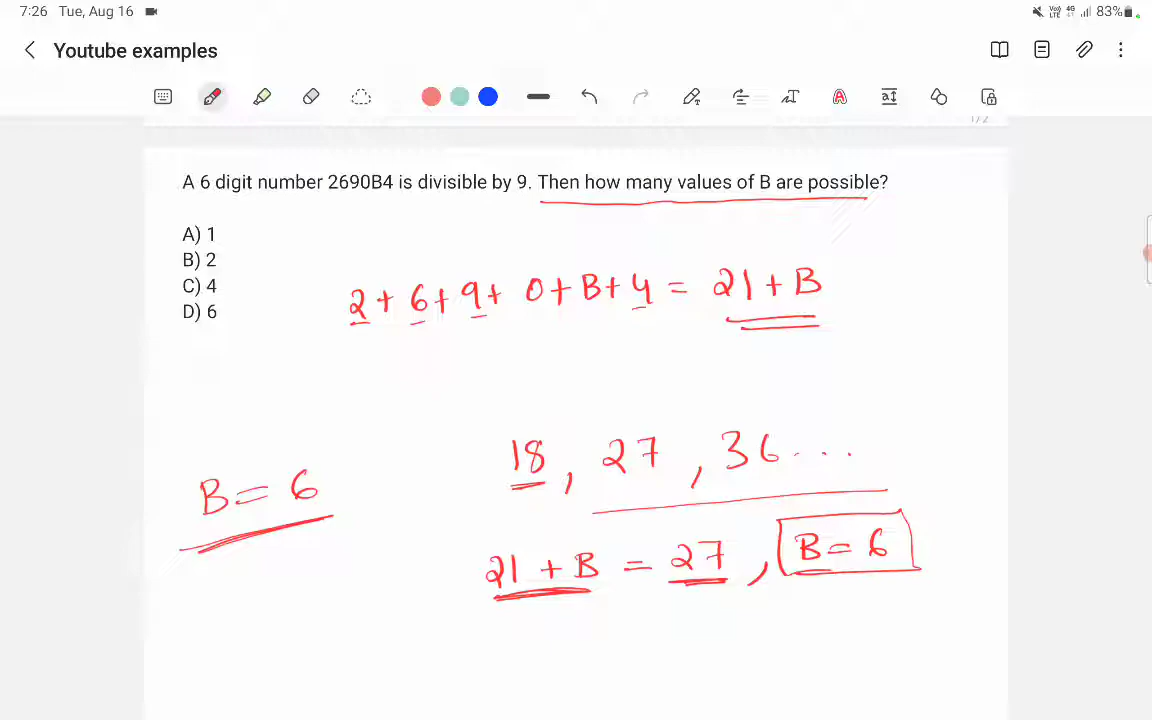 7:26 Tue, Aug 16 83%
Youtube examples
1/2
A 6 digit number 2690B4 is divisible by 9. Then how many values of B are possible?
A) 1
B) 2
C) 4
D) 6
2 + 6 + 9 + 0 + B + 4 = 21 + B
18, 27, 36...
B = 6
21 + B = 27, B = 6